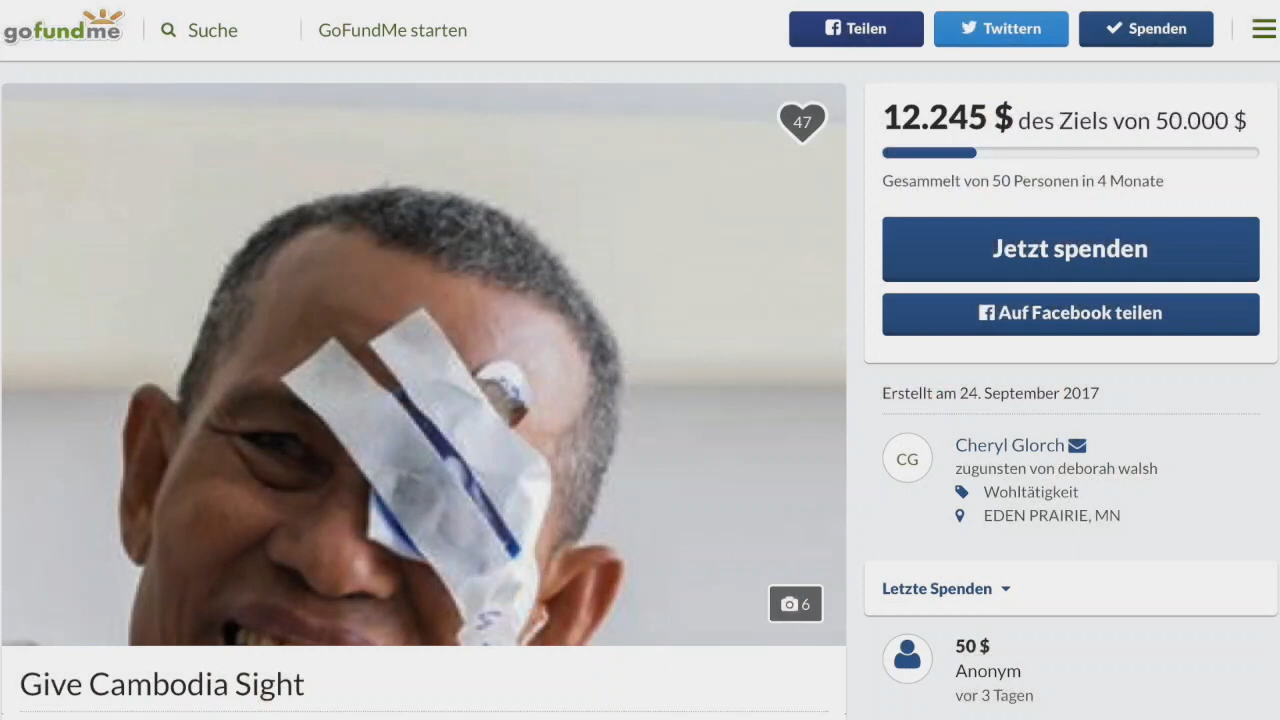 gofundme
Suche
GoFundMe starten
Teilen
Twittern
Spenden
47
12.245 $ des Ziels von 50.000 $
Gesammelt von 50 Personen in 4 Monate
Jetzt spenden
Auf Facebook teilen
Erstellt am 24. September 2017
CG
Cheryl Glorch
zugunsten von deborah walsh
Wohltätigkeit
EDEN PRAIRIE, MN
6
Letzte Spenden
50 $
Anonym
vor 3 Tagen
Give Cambodia Sight